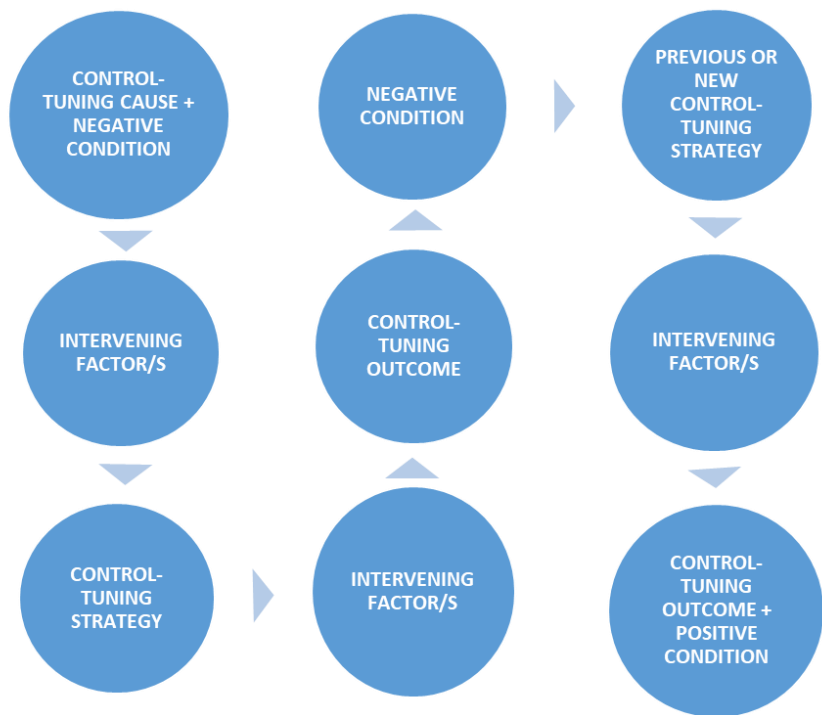 CONTROL-
TUNING CAUSE +
NEGATIVE
CONDITION
INTERVENING
FACTOR/S
CONTROL-
TUNING
STRATEGY
INTERVENING
FACTOR/S
CONTROL-
TUNING
OUTCOME
NEGATIVE
CONDITION
PREVIOUS OR
NEW
CONTROL-
TUNING
STRATEGY
INTERVENING
FACTOR/S
CONTROL-
TUNING
OUTCOME +
POSITIVE
CONDITION